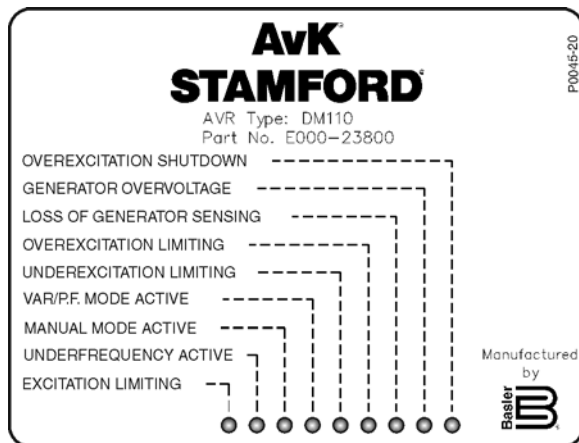 AvK
STAMFORD
P0045-20
AVR Type: DM110
Part No. E000-23800
OVEREXCITATION SHUTDOWN
GENERATOR OVERVOLTAGE
LOSS OF GENERATOR SENSING
OVEREXCITATION LIMITING
UNDEREXCITATION LIMITING
VAR/P.F. MODE ACTIVE
MANUAL MODE ACTIVE
UNDERFREQUENCY ACTIVE
EXCITATION LIMITING
Manufactured
by
Basler